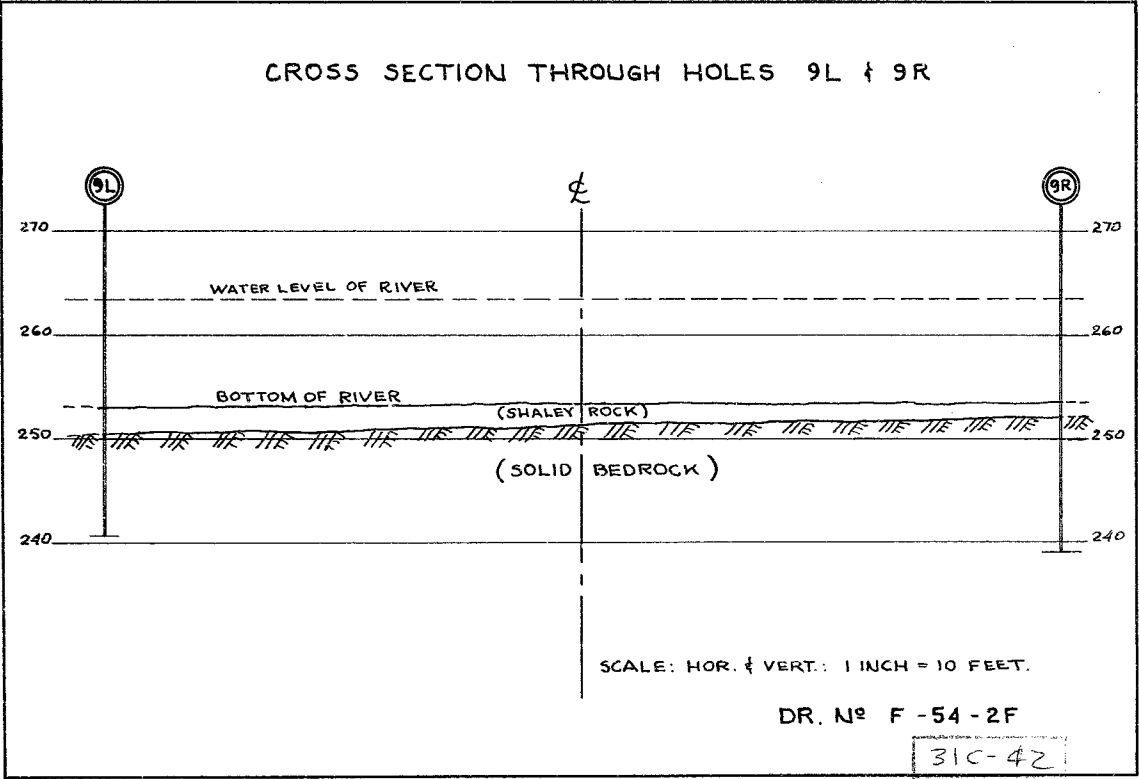 CROSS SECTION THROUGH HOLES 9L & 9R
9L ℄ 9R
270 270
WATER LEVEL OF RIVER
260 260
BOTTOM OF RIVER
(SHALEY ROCK)
250 250
(SOLID BEDROCK)
240 240
SCALE: HOR. & VERT.: 1 INCH = 10 FEET.
DR. Nº F-54-2F
31C-42